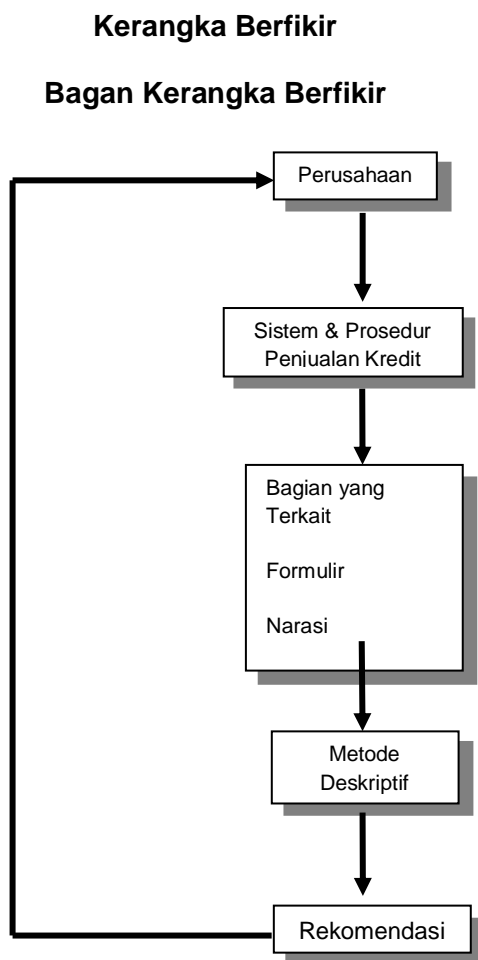 Kerangka Berfikir
Bagan Kerangka Berfikir
Perusahaan
Sistem & Prosedur
Penjualan Kredit
Bagian yang
Terkait
Formulir
Narasi
Metode
Deskriptif
Rekomendasi